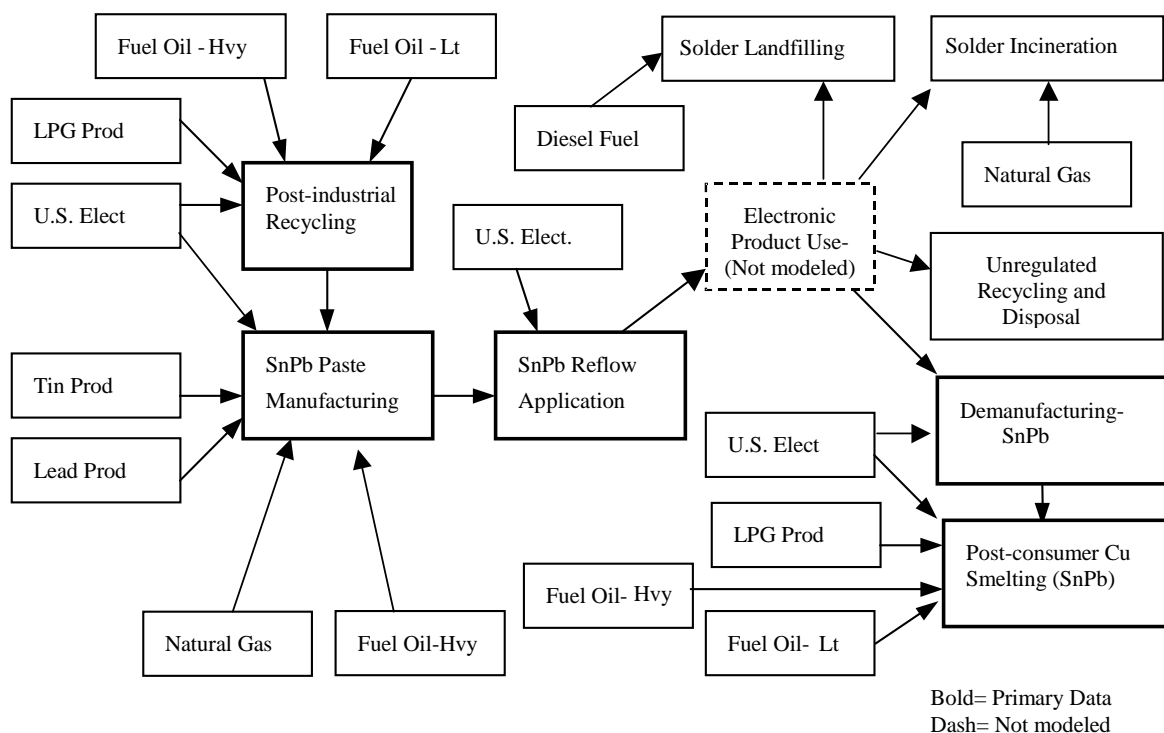 Fuel Oil - Hvy
Fuel Oil - Lt
Solder Landfilling
Solder Incineration
LPG Prod
Diesel Fuel
Natural Gas
U.S. Elect
Post-industrial
Recycling
U.S. Elect.
Electronic
Product Use-
(Not modeled)
Unregulated
Recycling and
Disposal
Tin Prod
SnPb Paste
Manufacturing
SnPb Reflow
Application
Lead Prod
Demanufacturing-
SnPb
U.S. Elect
LPG Prod
Post-consumer Cu
Smelting (SnPb)
Fuel Oil- Hvy
Natural Gas
Fuel Oil-Hvy
Fuel Oil- Lt
Bold= Primary Data
Dash= Not modeled